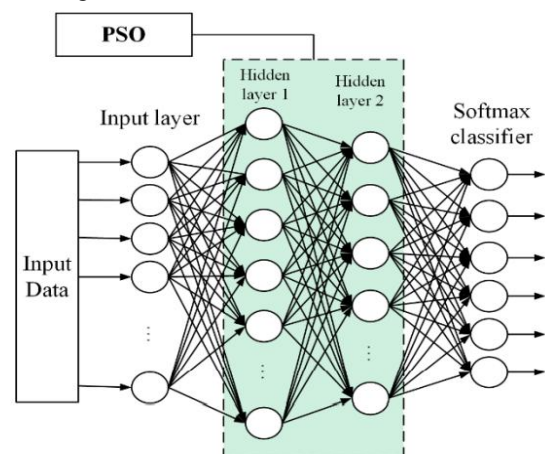 PSO
Hidden
layer 1
Hidden
layer 2
Input layer
Softmax
classifier
Input
Data